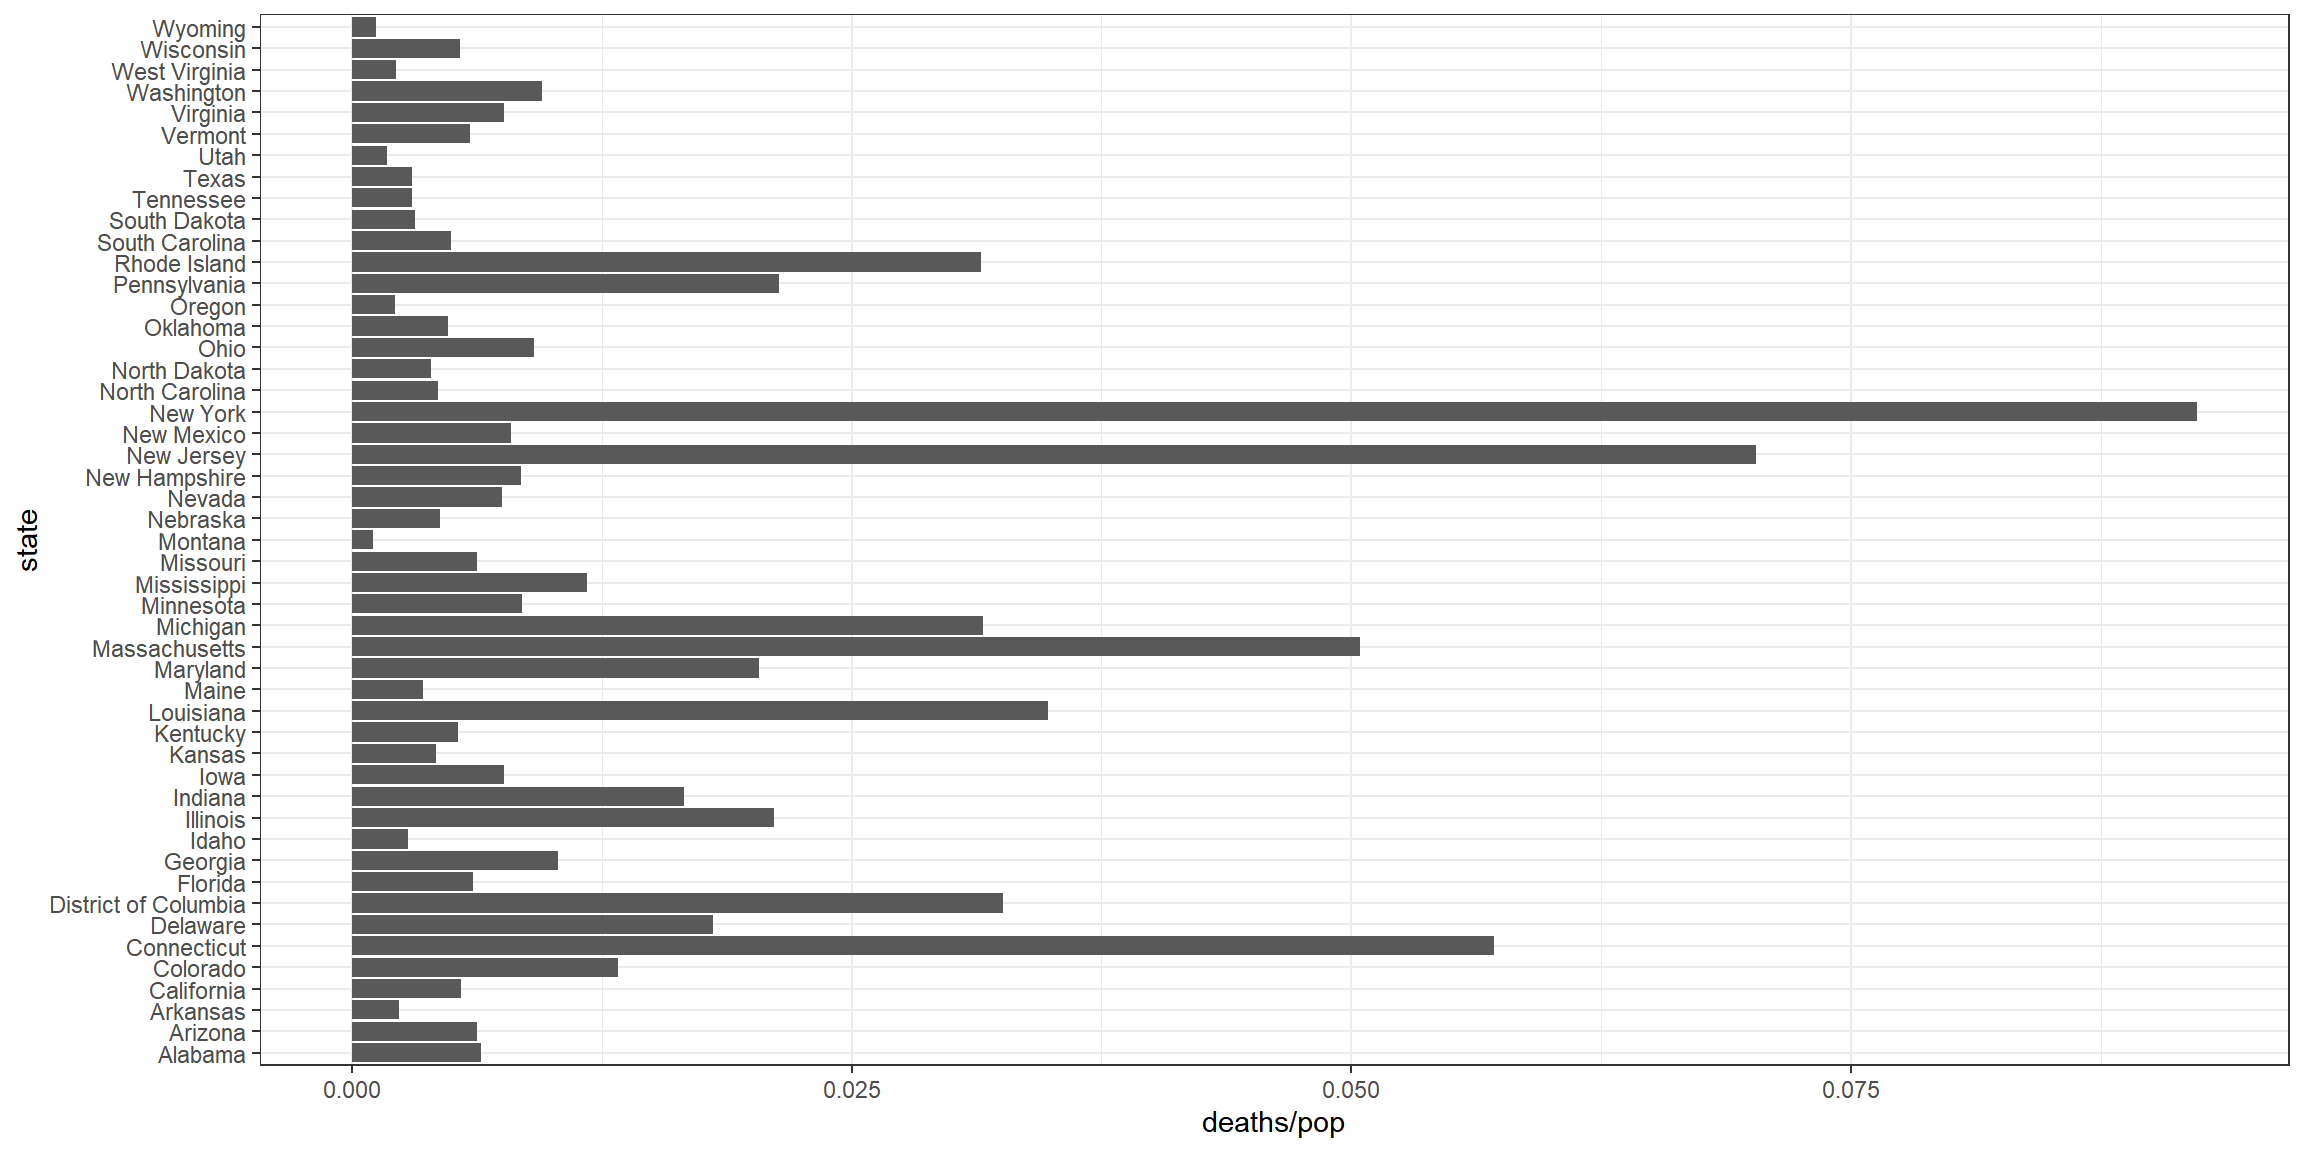 Wyoming
Wisconsin
West Virginia
Washington
Virginia
Vermont
Utah
Texas
Tennessee
South Dakota
South Carolina
Rhode Island
Pennsylvania
Oregon
Oklahoma
Ohio
North Dakota
North Carolina
New York
New Mexico
New Jersey
New Hampshire
Nevada
Nebraska
Montana
Missouri
Mississippi
Minnesota
Michigan
Massachusetts
Maryland
Maine
Louisiana
Kentucky
Kansas
Iowa
Indiana
Illinois
Idaho
Georgia
Florida
District of Columbia
Delaware
Connecticut
Colorado
California
Arkansas
Arizona
Alabama
state
0.000 0.025 0.050 0.075
deaths/pop